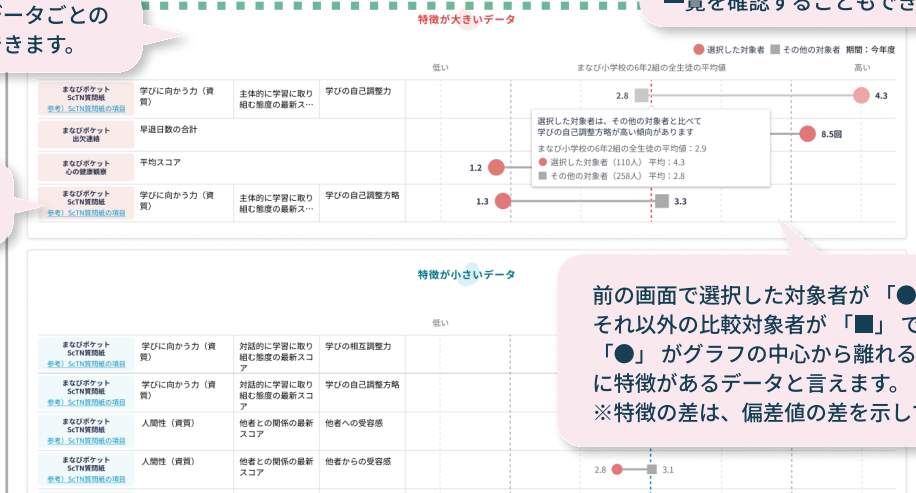 データごとの
きます。
一覧を確認することもでき
特徴が大きいデータ
選択した対象者 その他の対象者 期間：今年度
低い まなび小学校の6年2組の全生徒の平均値 高い
まなびポケット
ScTN質問紙
参考）ScTN質問紙の項目
学びに向かう力（資
質）
主体的に学習に取り
組む態度の最新ス…
学びの自己調整力
2.8 4.3
まなびポケット
出欠連絡
早退日数の合計
8.5回
まなびポケット
心の健康観察
平均スコア
1.2
選択した対象者は、その他の対象者と比べて
学びの自己調整方略が高い傾向があります
まなび小学校の6年2組の全生徒の平均値：2.9
選択した対象者（110人） 平均：4.3
その他の対象者（258人） 平均：2.8
まなびポケット
ScTN質問紙
参考）ScTN質問紙の項目
学びに向かう力（資
質）
主体的に学習に取り
組む態度の最新ス…
学びの自己調整方略
1.3 3.3
特徴が小さいデータ
低い
前の画面で選択した対象者が 「●
それ以外の比較対象者が 「■」 で
「●」 がグラフの中心から離れる
に特徴があるデータと言えます。
※特徴の差は、偏差値の差を示して
まなびポケット
ScTN質問紙
参考）ScTN質問紙の項目
学びに向かう力（資
質）
対話的に学習に取り
組む態度の最新スコ
ア
学びの相互調整力
まなびポケット
ScTN質問紙
参考）ScTN質問紙の項目
学びに向かう力（資
質）
対話的に学習に取り
組む態度の最新スコ
ア
学びの自己調整方略
まなびポケット
ScTN質問紙
参考）ScTN質問紙の項目
人間性（資質）
他者との関係の最新
スコア
他者への受容感
まなびポケット
ScTN質問紙
参考）ScTN質問紙の項目
人間性（資質）
他者との関係の最新
スコア
他者からの受容感
2.8 3.1